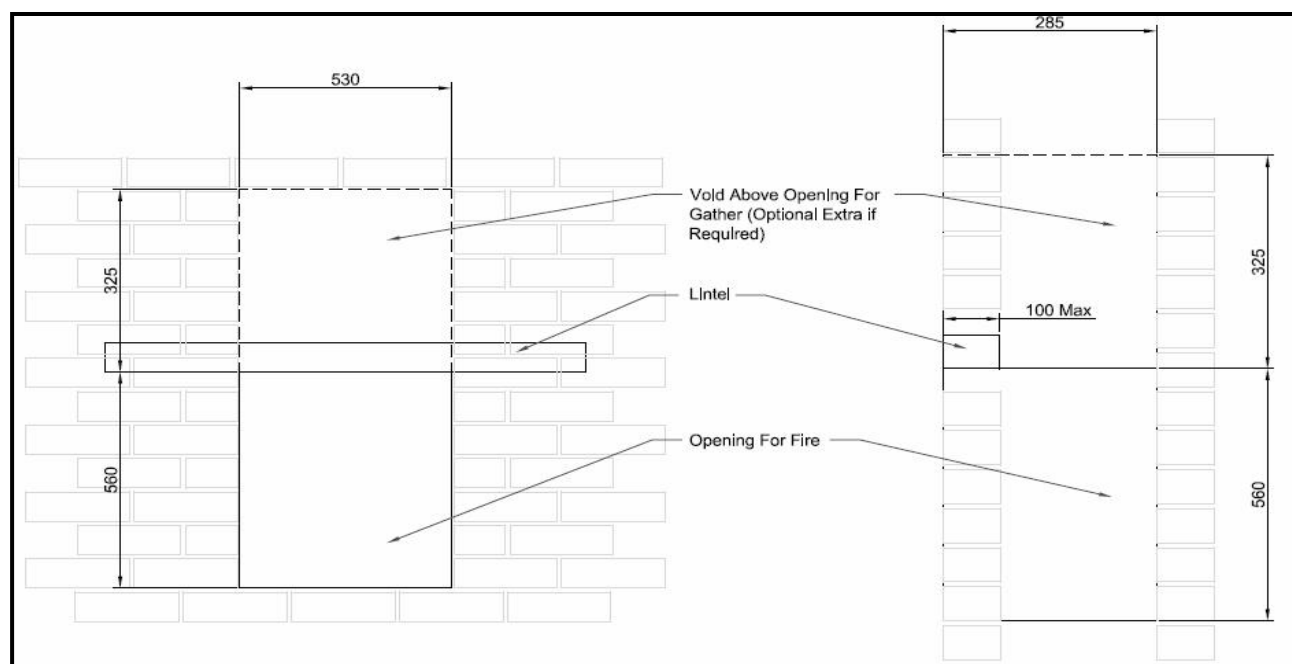 285
530
Void Above Opening For
Gather (Optional Extra if
Required)
325
325
Lintel
100 Max
Opening For Fire
560
560